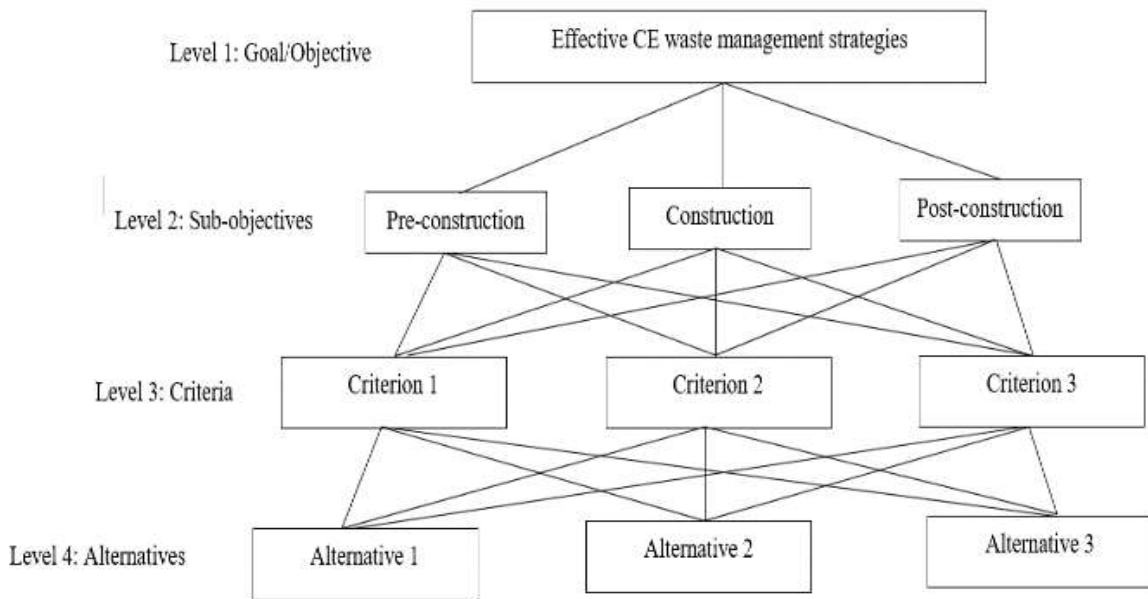 Effective CE waste management strategies
Level 1: Goal/Objective
Level 2: Sub-objectives
Pre-construction
Construction
Post-construction
Level 3: Criteria
Criterion 1
Criterion 2
Criterion 3
Level 4: Alternatives
Alternative 1
Alternative 2
Alternative 3